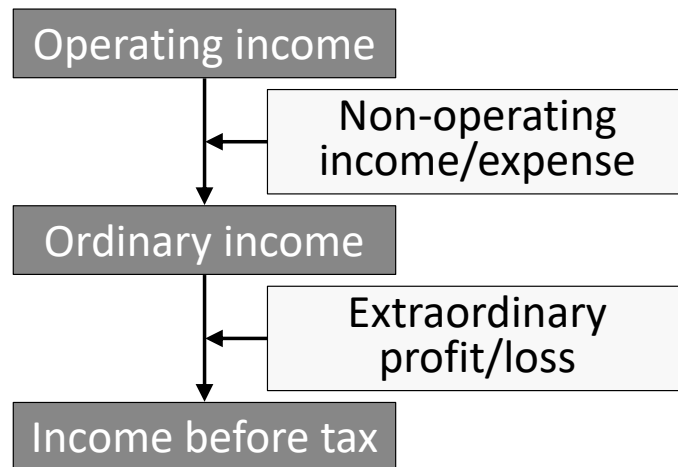 Operating income
Non-operating
income/expense
Ordinary income
Extraordinary
profit/loss
Income before tax